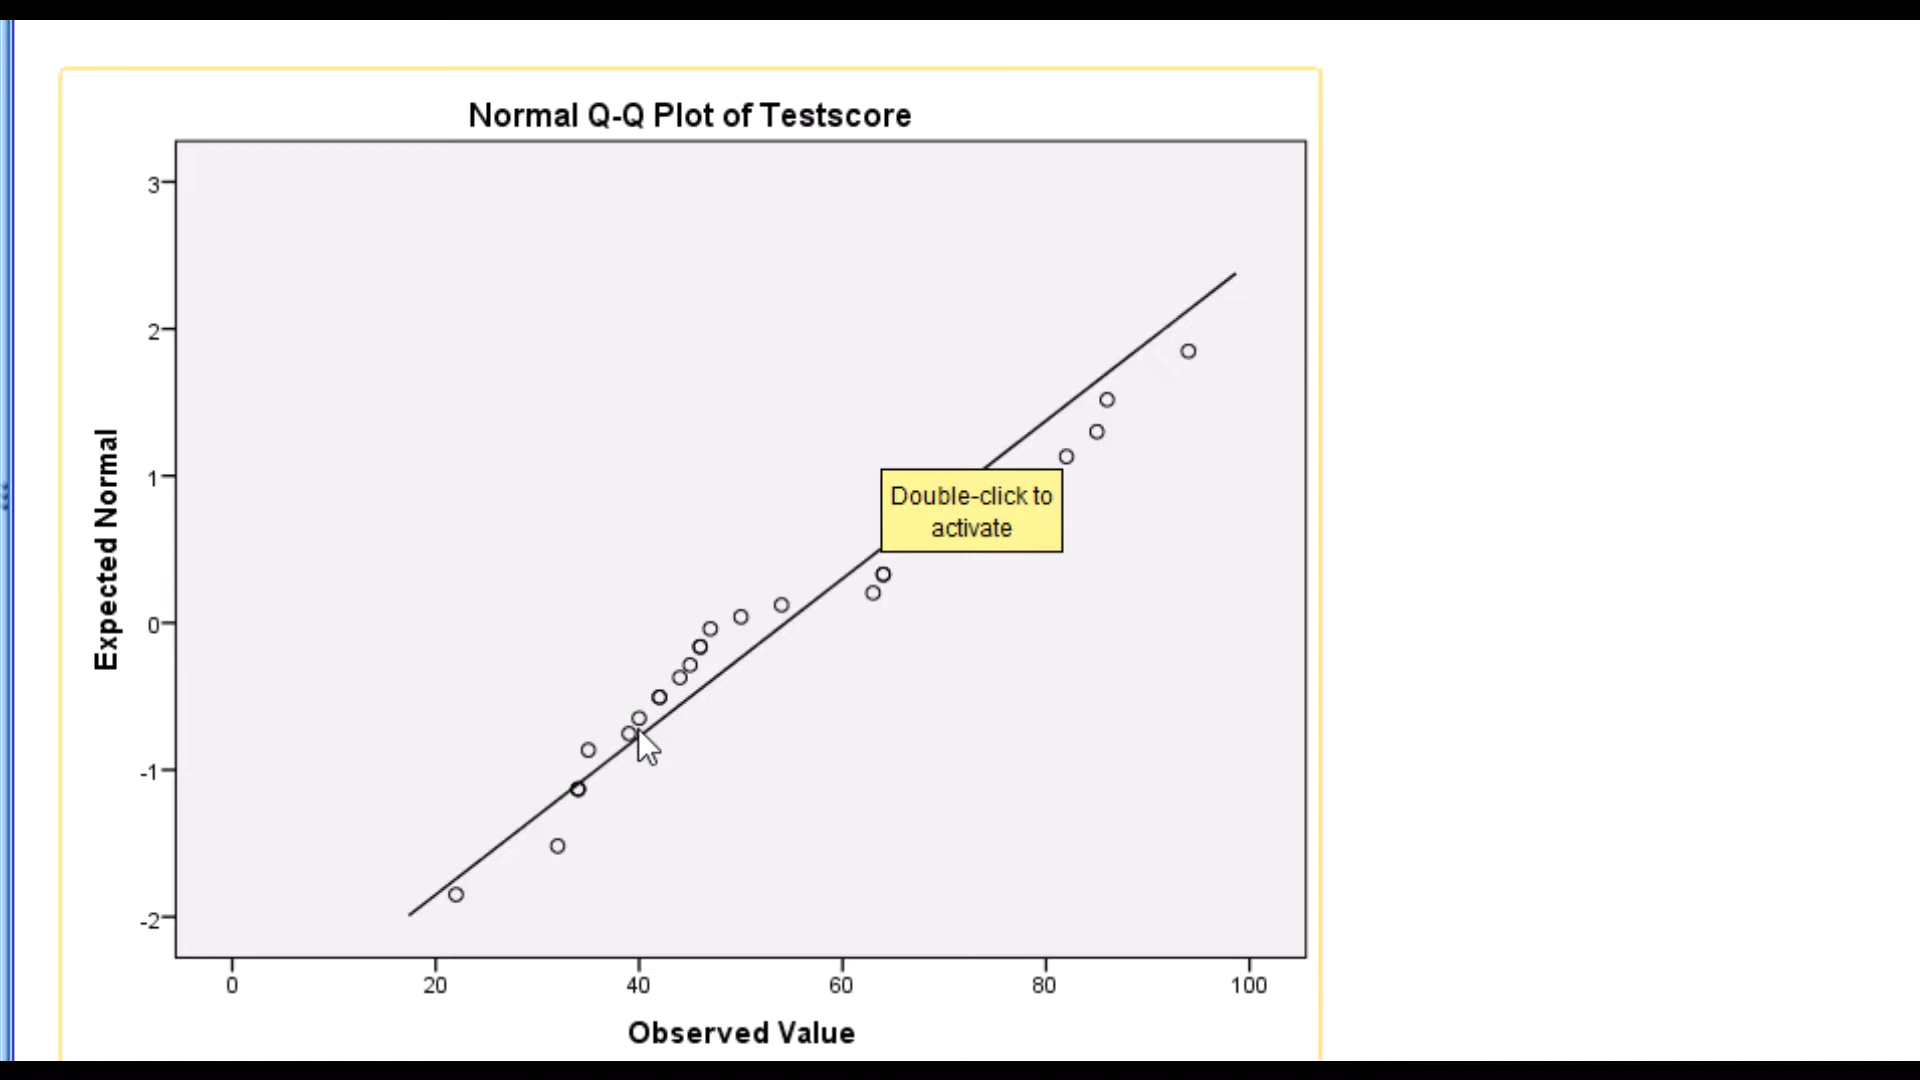 Normal Q-Q Plot of Testscore
3
2
1
0
-1
-2
Expected Normal
Double-click to
activate
0 20 40 60 80 100
Observed Value